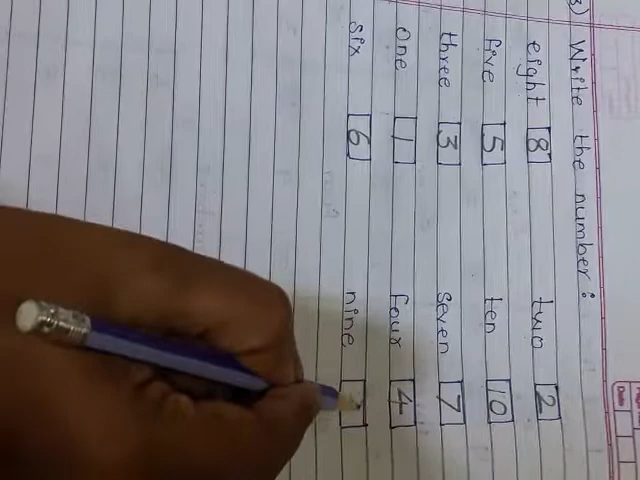 3) Write the number:
eight 8 two 2
five 5 ten 10
three 3 seven 7
one 1 four 4
six 6 nine
Date